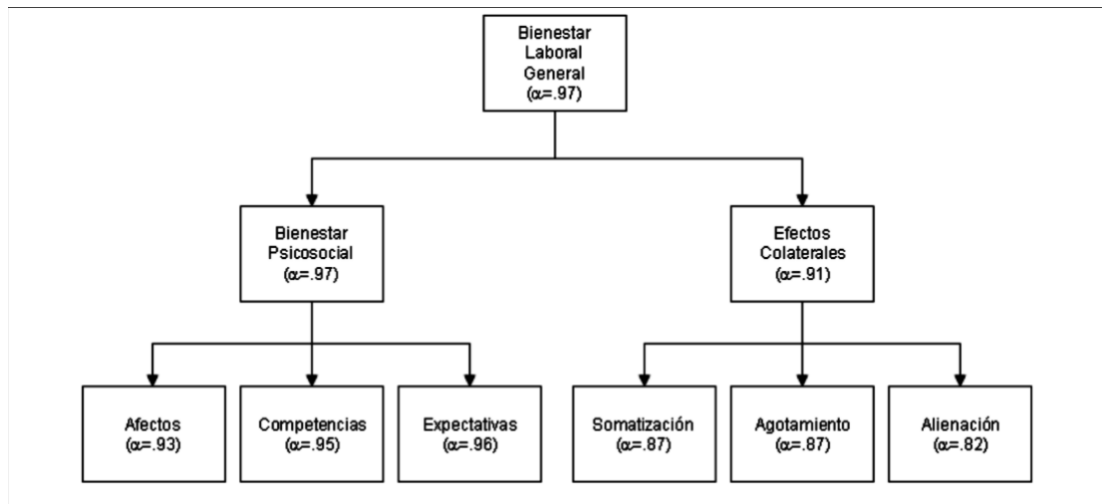 Bienestar
Laboral
General
(α=.97)
Bienestar
Psicosocial
(α=.97)
Efectos
Colaterales
(α=.91)
Afectos
(α=.93)
Competencias
(α=.95)
Expectativas
(α=.96)
Somatización
(α=.87)
Agotamiento
(α=.87)
Alienación
(α=.82)